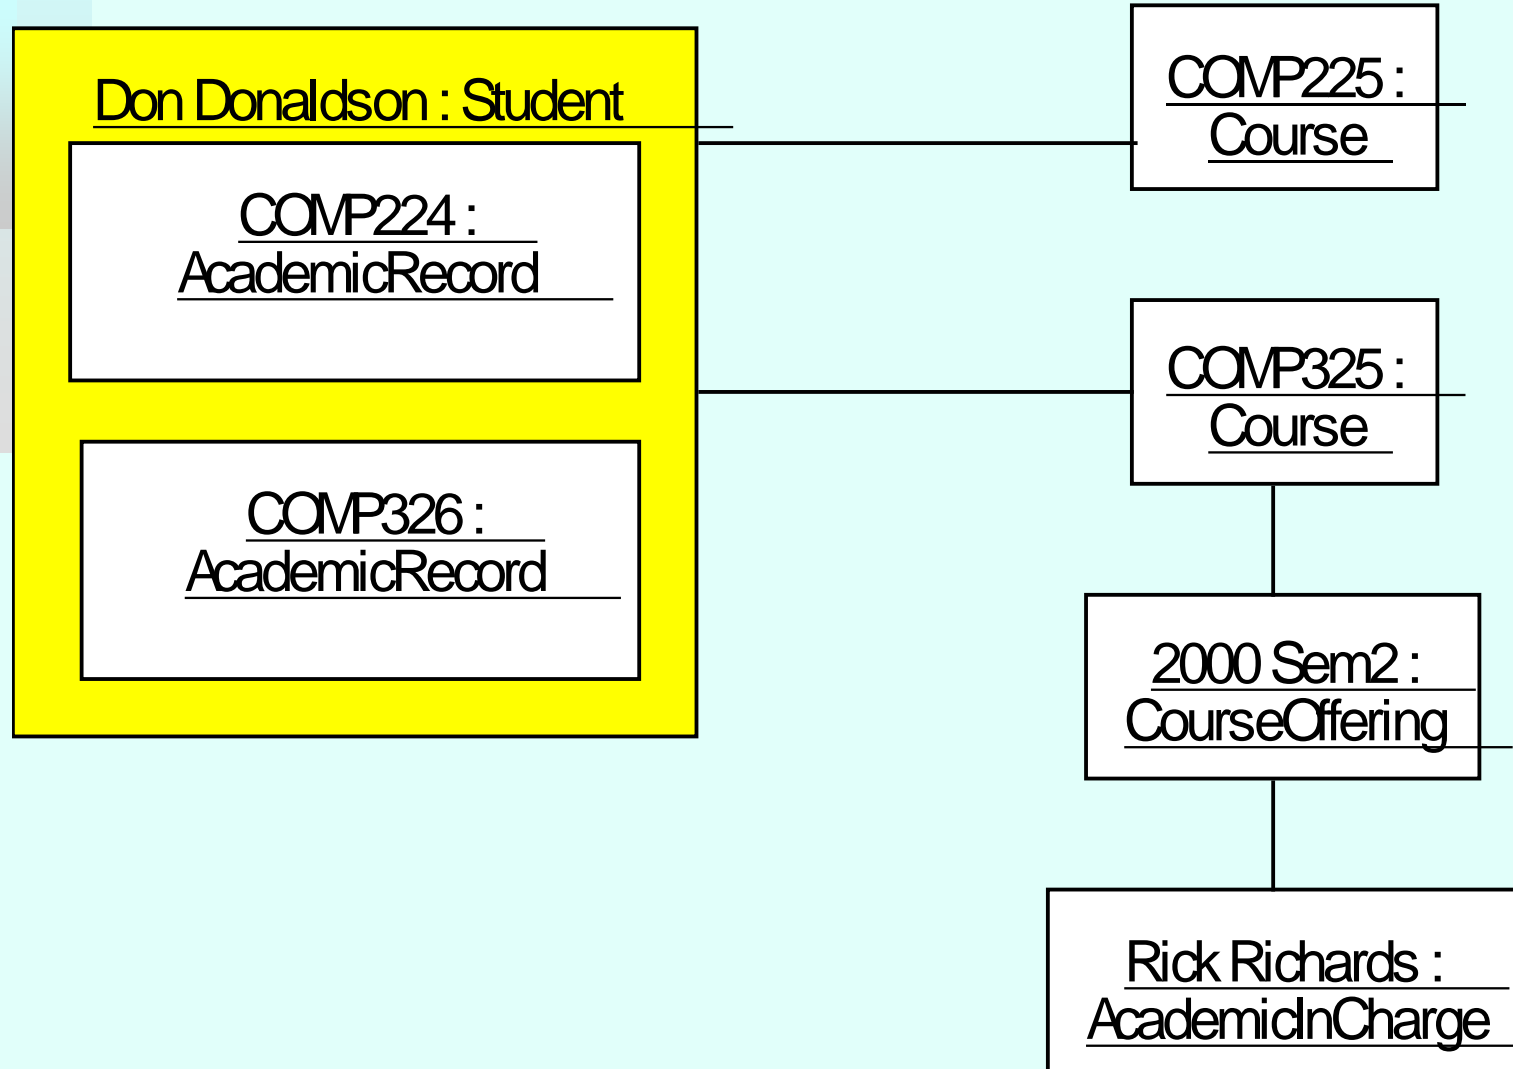 Don Donaldson : Student
COMP224 :
AcademicRecord
COMP326 :
AcademicRecord
COMP225 :
Course
COMP325 :
Course
2000 Sem2 :
CourseOffering
Rick Richards :
AcademicInCharge